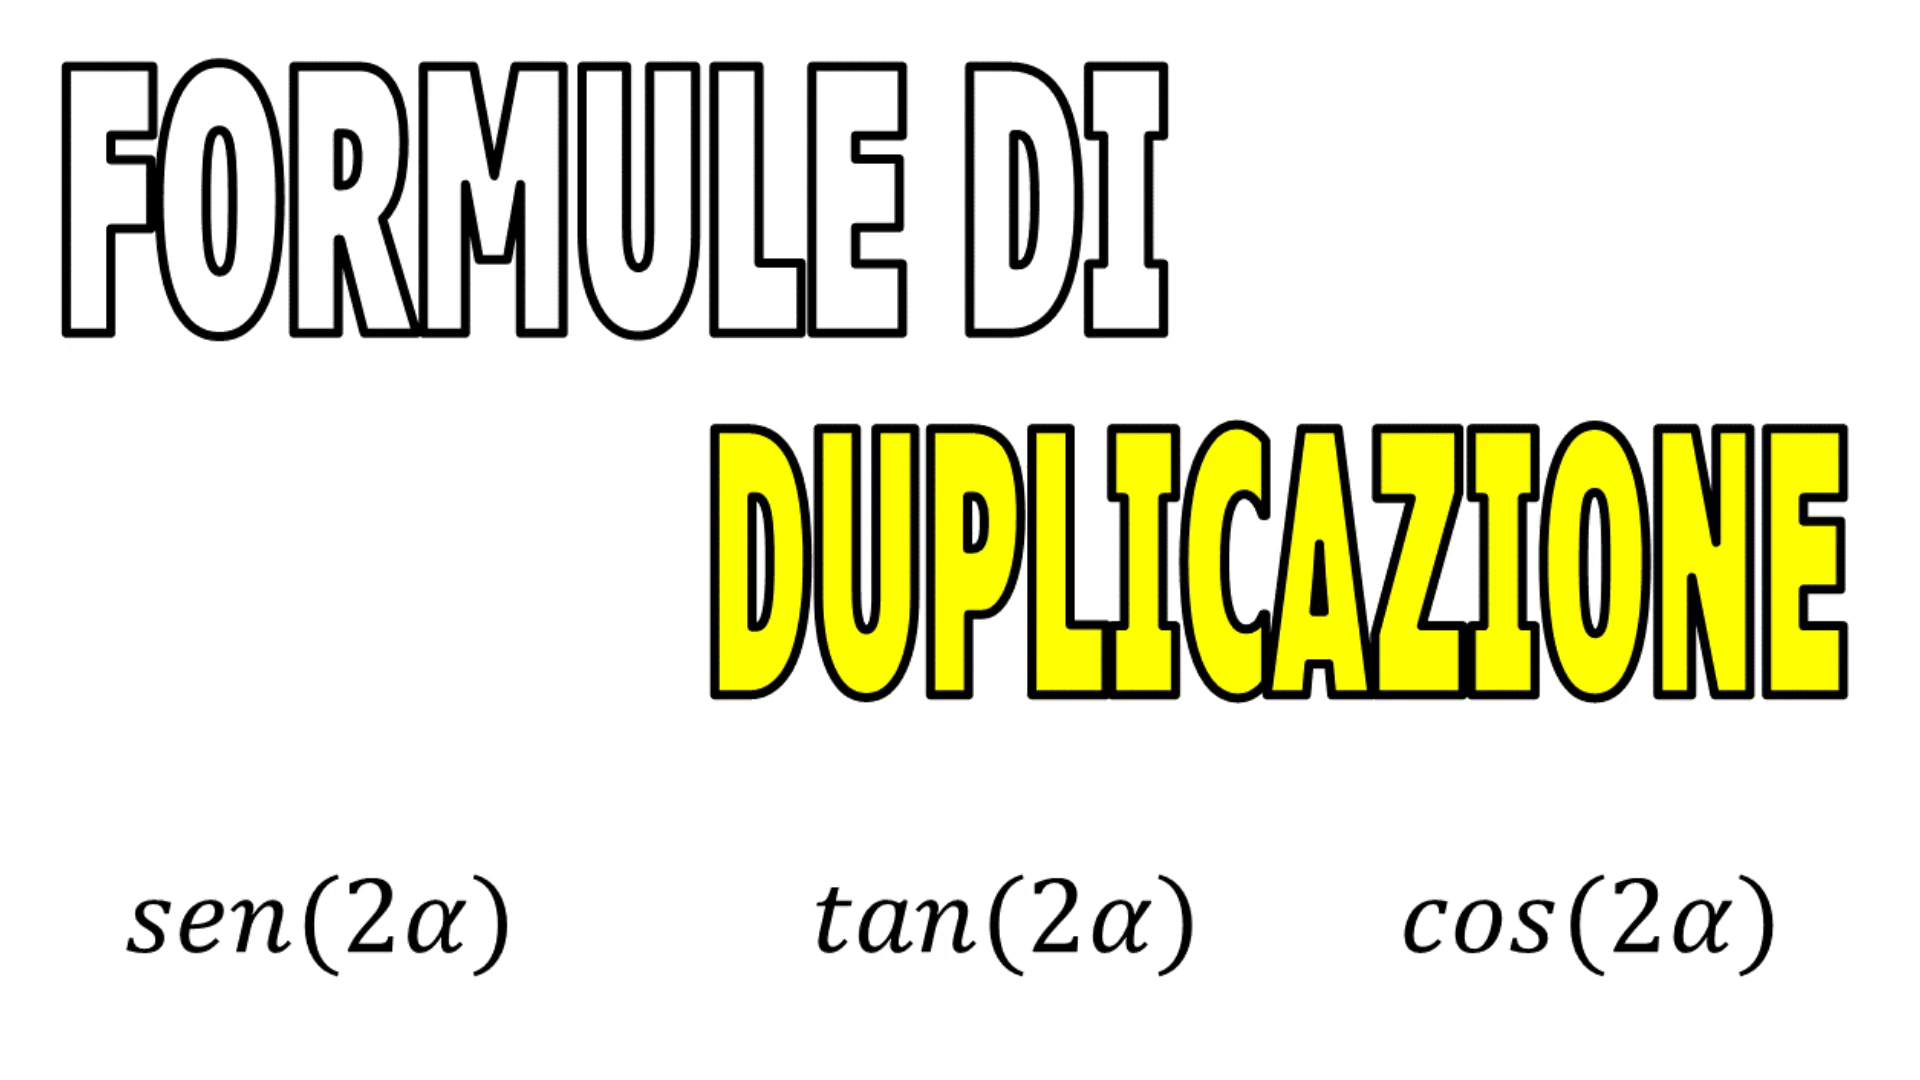 FORMULE DI
DUPLICAZIONE
sen(2α) tan(2α) cos(2α)